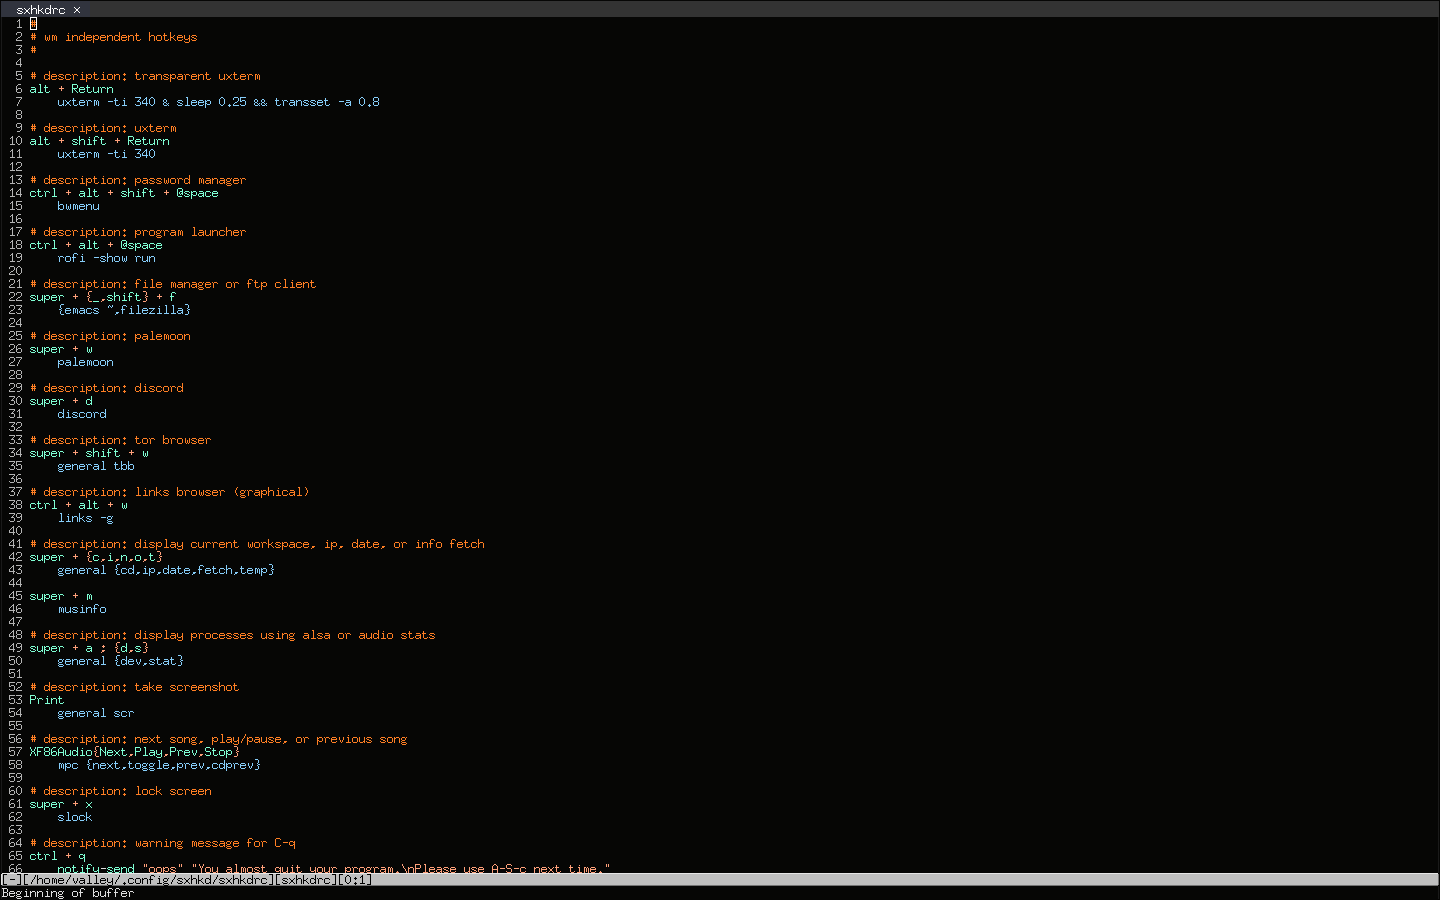 sxhkdrc ×
1 #
2 # wm independent hotkeys
3 #
4
5 # description: transparent uxterm
6 alt + Return
7     uxterm -ti 340 & sleep 0.25 && transset -a 0.8
8
9 # description: uxterm
10 alt + shift + Return
11     uxterm -ti 340
12
13 # description: password manager
14 ctrl + alt + shift + @space
15     bwmenu
16
17 # description: program launcher
18 ctrl + alt + @space
19     rofi -show run
20
21 # description: file manager or ftp client
22 super + {_,shift} + f
23     {emacs ~,filezilla}
24
25 # description: palemoon
26 super + w
27     palemoon
28
29 # description: discord
30 super + d
31     discord
32
33 # description: tor browser
34 super + shift + w
35     general tbb
36
37 # description: links browser (graphical)
38 ctrl + alt + w
39     links -g
40
41 # description: display current workspace, ip, date, or info fetch
42 super + {c,i,n,o,t}
43     general {cd,ip,date,fetch,temp}
44
45 super + m
46     musinfo
47
48 # description: display processes using alsa or audio stats
49 super + a ; {d,s}
50     general {dev,stat}
51
52 # description: take screenshot
53 Print
54     general scr
55
56 # description: next song, play/pause, or previous song
57 XF86Audio{Next,Play,Prev,Stop}
58     mpc {next,toggle,prev,cdprev}
59
60 # description: lock screen
61 super + x
62     slock
63
64 # description: warning message for C-q
65 ctrl + q
66     notify-send "oops" "You almost quit your program.\nPlease use A-S-c next time."
[-][/home/valley/.config/sxhkd/sxhkdrc][sxhkdrc][0:1]
Beginning of buffer